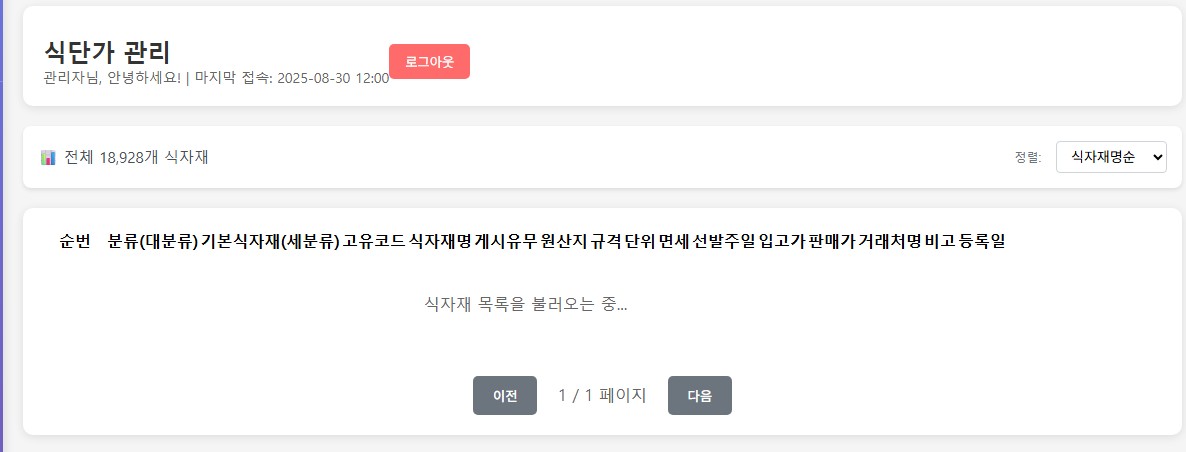 식단가 관리
관리자님, 안녕하세요! | 마지막 접속: 2025-08-30 12:00
로그아웃
전체 18,928개 식자재
정렬: 식자재명순
순번 분류(대분류) 기본식자재(세분류) 고유코드 식자재명 게시유무 원산지 규격 단위 면세 선발주일 입고가 판매가 거래처명 비고 등록일
식자재 목록을 불러오는 중...
이전 1 / 1 페이지 다음